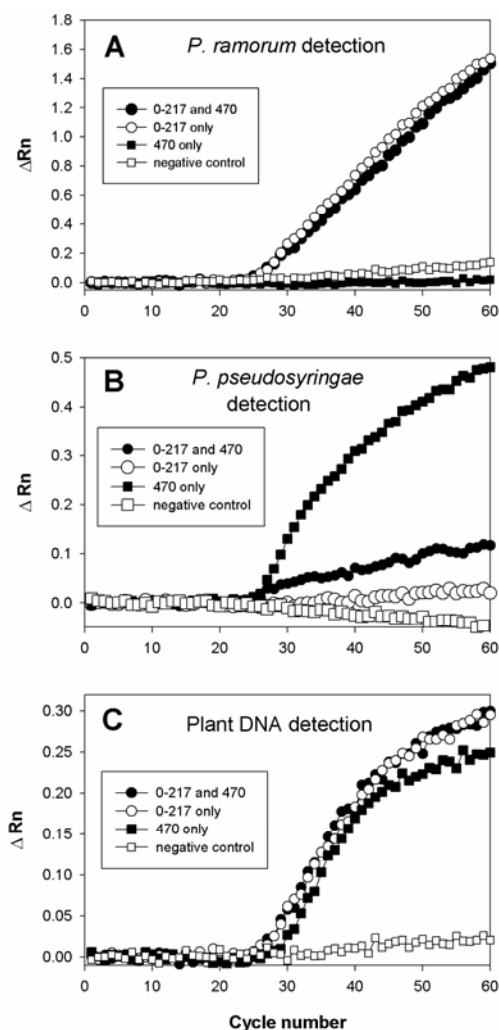 A
P. ramorum detection
0-217 and 470
0-217 only
470 only
negative control
ΔRn
1.8
1.6
1.4
1.2
1.0
0.8
0.6
0.4
0.2
0.0
0 10 20 30 40 50 60
B
P. pseudosyringae
detection
0-217 and 470
0-217 only
470 only
negative control
Δ Rn
0.5
0.4
0.3
0.2
0.1
0.0
0 10 20 30 40 50 60
C
Plant DNA detection
0-217 and 470
0-217 only
470 only
negative control
Δ Rn
0.30
0.25
0.20
0.15
0.10
0.05
0.00
0 10 20 30 40 50 60
Cycle number